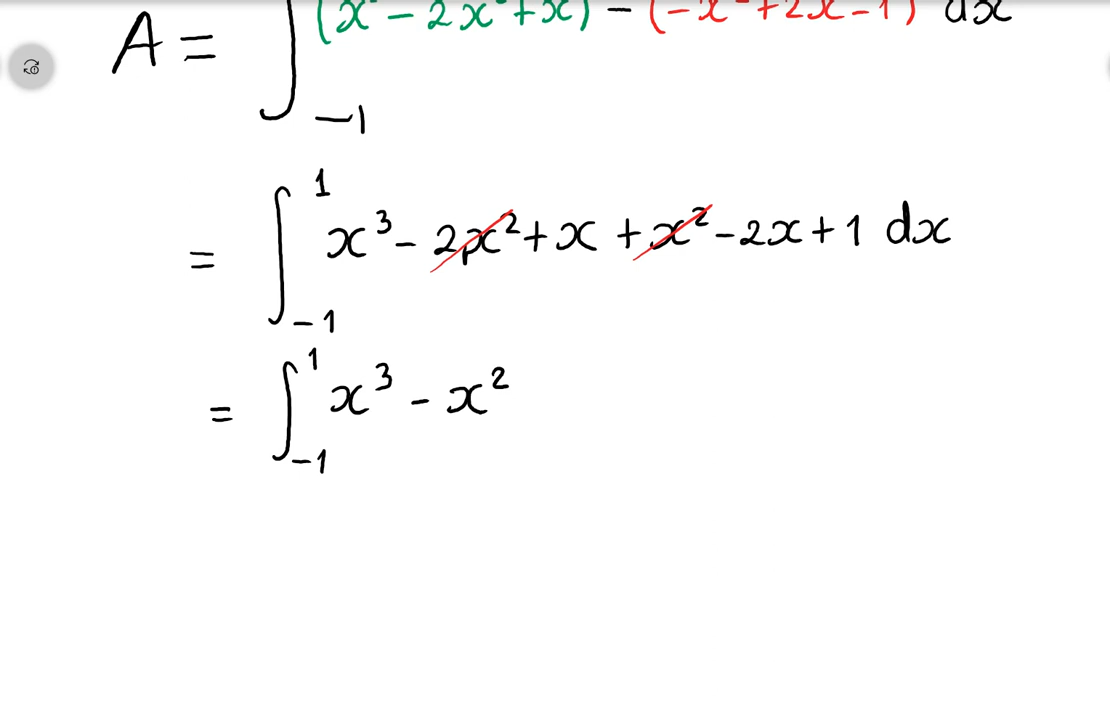 A = ∫₋₁ (x³ - 2x² + x) - (-x² + 2x - 1) dx
= ∫₋₁¹ x³ - 2x² + x + x² - 2x + 1 dx
= ∫₋₁¹ x³ - x²